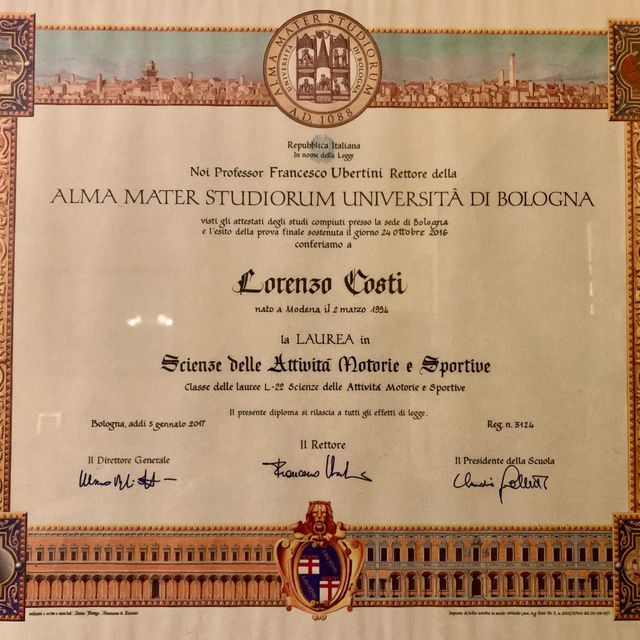 ALMA MATER STUDIORUM
UNIVERSITÀ DI BOLOGNA
A.D. 1088
Repubblica Italiana
In nome della Legge
Noi Professor Francesco Ubertini Rettore della
ALMA MATER STUDIORUM UNIVERSITÀ DI BOLOGNA
visti gli attestati degli studi compiuti presso la sede di Bologna
e l'esito della prova finale sostenuta il giorno 24 ottobre 2016
conferiamo a
Lorenzo Costi
nato a Modena il 2 marzo 1994
la LAUREA in
Scienze delle Attività Motorie e Sportive
Classe delle lauree L-22 Scienze delle Attività Motorie e Sportive
Il presente diploma si rilascia a tutti gli effetti di legge.
Bologna, addì 5 gennaio 2017
Reg. n. 3124
Il Direttore Generale
Il Rettore
Il Presidente della Scuola